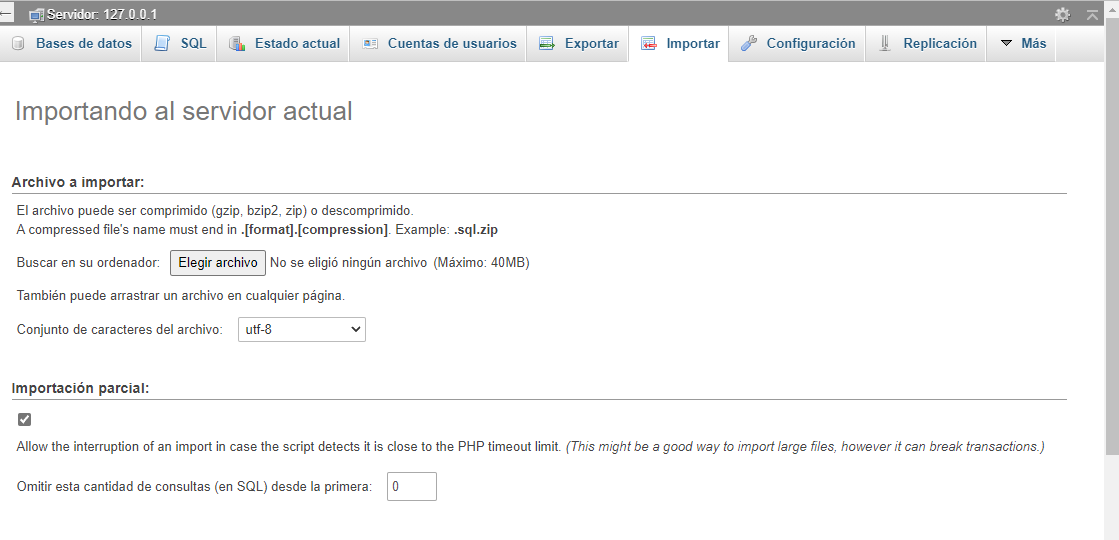 Servidor: 127.0.0.1
Bases de datos SQL Estado actual Cuentas de usuarios Exportar Importar Configuración Replicación Más
Importando al servidor actual
Archivo a importar:
El archivo puede ser comprimido (gzip, bzip2, zip) o descomprimido.
A compressed file's name must end in .[format].[compression]. Example: .sql.zip
Buscar en su ordenador: Elegir archivo No se eligió ningún archivo (Máximo: 40MB)
También puede arrastrar un archivo en cualquier página.
Conjunto de caracteres del archivo: utf-8
Importación parcial:
Allow the interruption of an import in case the script detects it is close to the PHP timeout limit. (This might be a good way to import large files, however it can break transactions.)
Omitir esta cantidad de consultas (en SQL) desde la primera: 0